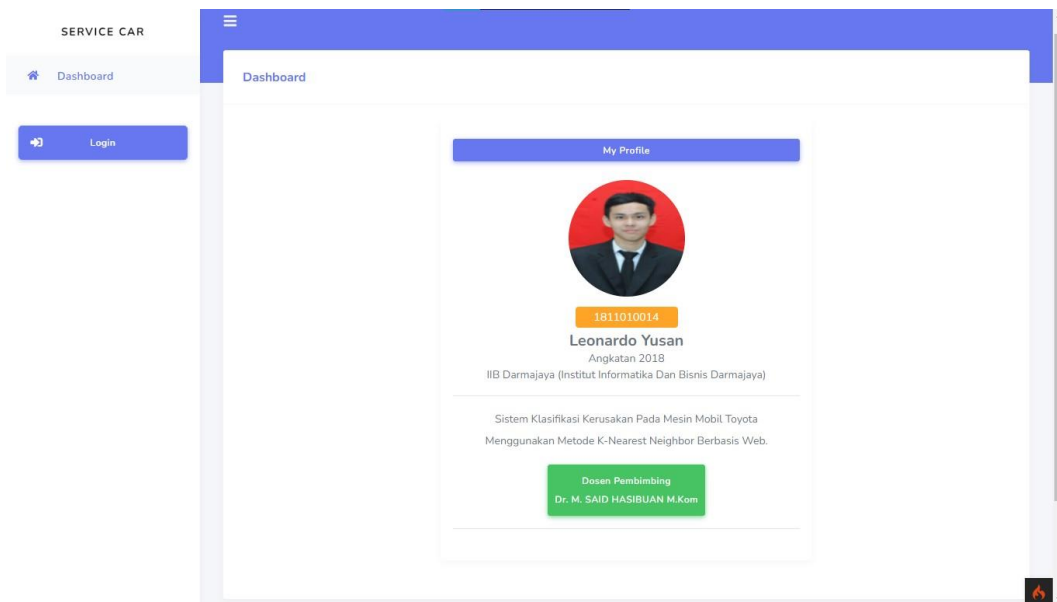 SERVICE CAR
Dashboard
Login
Dashboard
My Profile
1811010014
Leonardo Yusan
Angkatan 2018
IIB Darmajaya (Institut Informatika Dan Bisnis Darmajaya)
Sistem Klasifikasi Kerusakan Pada Mesin Mobil Toyota
Menggunakan Metode K-Nearest Neighbor Berbasis Web.
Dosen Pembimbing
Dr. M. SAID HASIBUAN M.Kom